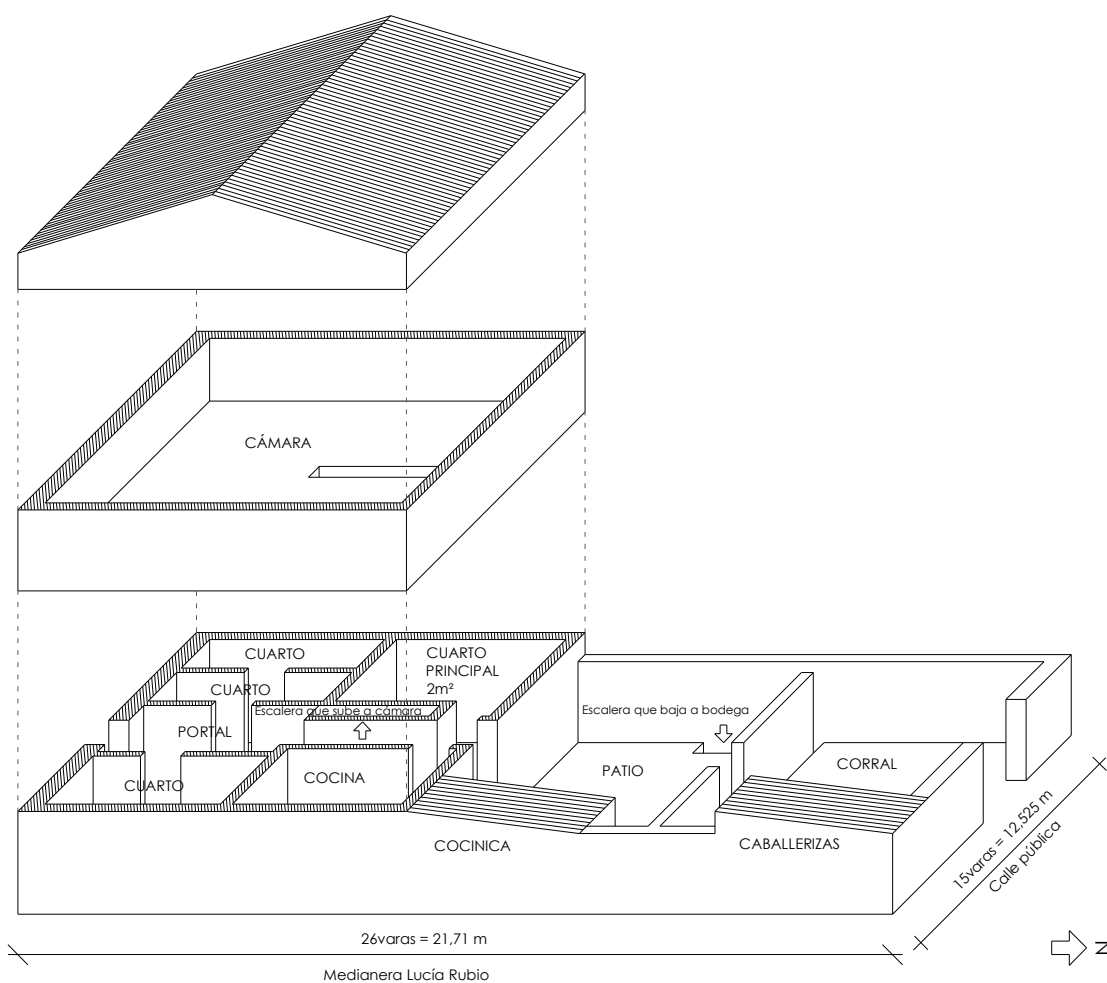 CÁMARA
CUARTO
CUARTO
PRINCIPAL
2m²
CUARTO
Escalera que sube a cámara
Escalera que baja a bodega
PORTAL
CUARTO
COCINA
PATIO
CORRAL
COCINICA
CABALLERIZAS
15varas = 12,525 m
Calle pública
26varas = 21,71 m
Medianera Lucía Rubio
N